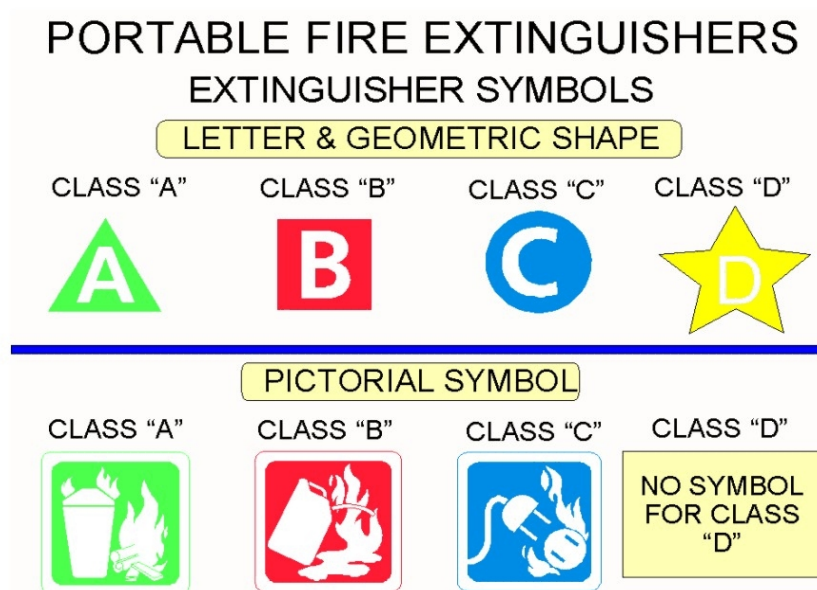 PORTABLE FIRE EXTINGUISHERS
EXTINGUISHER SYMBOLS
LETTER & GEOMETRIC SHAPE
CLASS “A” CLASS “B” CLASS “C” CLASS “D”
A B C D
PICTORIAL SYMBOL
CLASS “A” CLASS “B” CLASS “C” CLASS “D”
NO SYMBOL
FOR CLASS
“D”